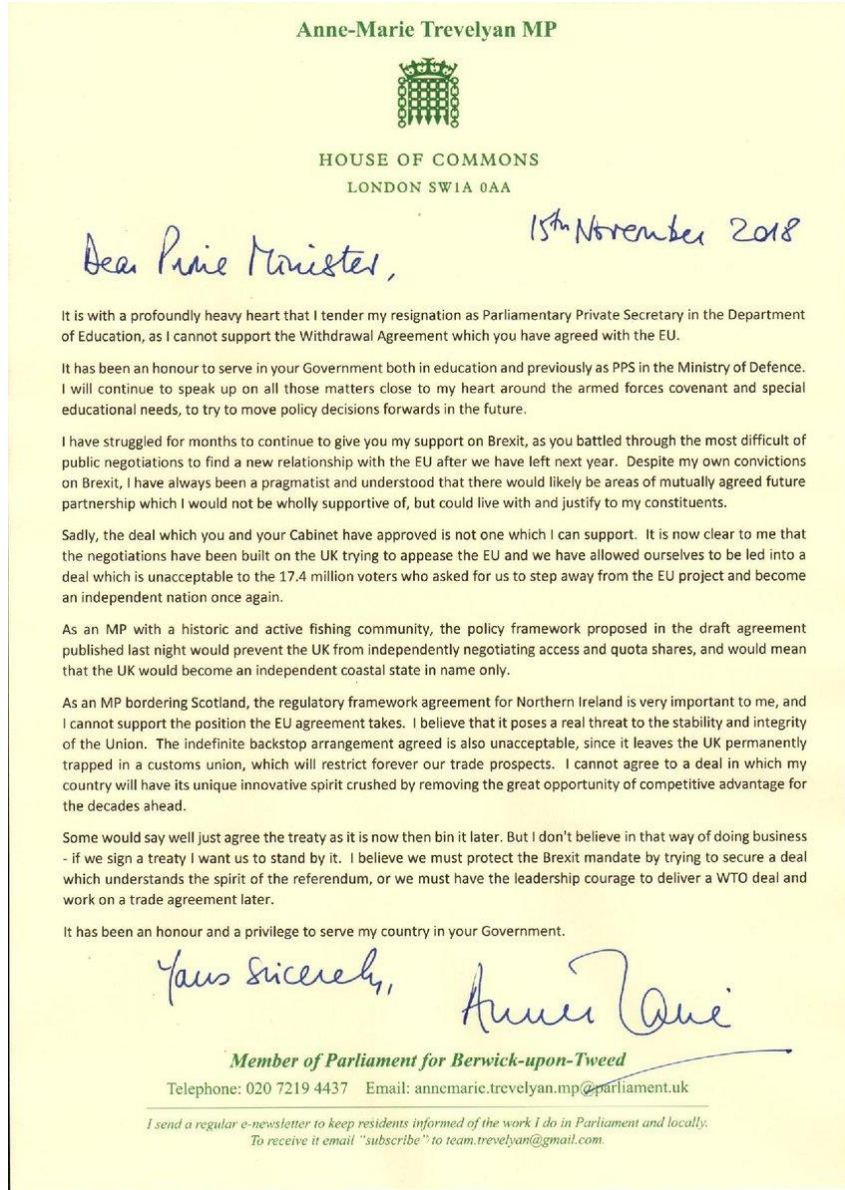 Anne-Marie Trevelyan MP
HOUSE OF COMMONS
LONDON SW1A 0AA
15th November 2018
Dear Prime Minister,
It is with a profoundly heavy heart that I tender my resignation as Parliamentary Private Secretary in the Department
of Education, as I cannot support the Withdrawal Agreement which you have agreed with the EU.
It has been an honour to serve in your Government both in education and previously as PPS in the Ministry of Defence.
I will continue to speak up on all those matters close to my heart around the armed forces covenant and special
educational needs, to try to move policy decisions forwards in the future.
I have struggled for months to continue to give you my support on Brexit, as you battled through the most difficult of
public negotiations to find a new relationship with the EU after we have left next year. Despite my own convictions
on Brexit, I have always been a pragmatist and understood that there would likely be areas of mutually agreed future
partnership which I would not be wholly supportive of, but could live with and justify to my constituents.
Sadly, the deal which you and your Cabinet have approved is not one which I can support. It is now clear to me that
the negotiations have been built on the UK trying to appease the EU and we have allowed ourselves to be led into a
deal which is unacceptable to the 17.4 million voters who asked for us to step away from the EU project and become
an independent nation once again.
As an MP with a historic and active fishing community, the policy framework proposed in the draft agreement
published last night would prevent the UK from independently negotiating access and quota shares, and would mean
that the UK would become an independent coastal state in name only.
As an MP bordering Scotland, the regulatory framework agreement for Northern Ireland is very important to me, and
I cannot support the position the EU agreement takes. I believe that it poses a real threat to the stability and integrity
of the Union. The indefinite backstop arrangement agreed is also unacceptable, since it leaves the UK permanently
trapped in a customs union, which will restrict forever our trade prospects. I cannot agree to a deal in which my
country will have its unique innovative spirit crushed by removing the great opportunity of competitive advantage for
the decades ahead.
Some would say well just agree the treaty as it is now then bin it later. But I don't believe in that way of doing business
- if we sign a treaty I want us to stand by it. I believe we must protect the Brexit mandate by trying to secure a deal
which understands the spirit of the referendum, or we must have the leadership courage to deliver a WTO deal and
work on a trade agreement later.
It has been an honour and a privilege to serve my country in your Government.
Yours sincerely,
Anne-Marie
Member of Parliament for Berwick-upon-Tweed
Telephone: 020 7219 4437 Email: annemarie.trevelyan.mp@parliament.uk
I send a regular e-newsletter to keep residents informed of the work I do in Parliament and locally.
To receive it email "subscribe" to team.trevelyan@gmail.com.